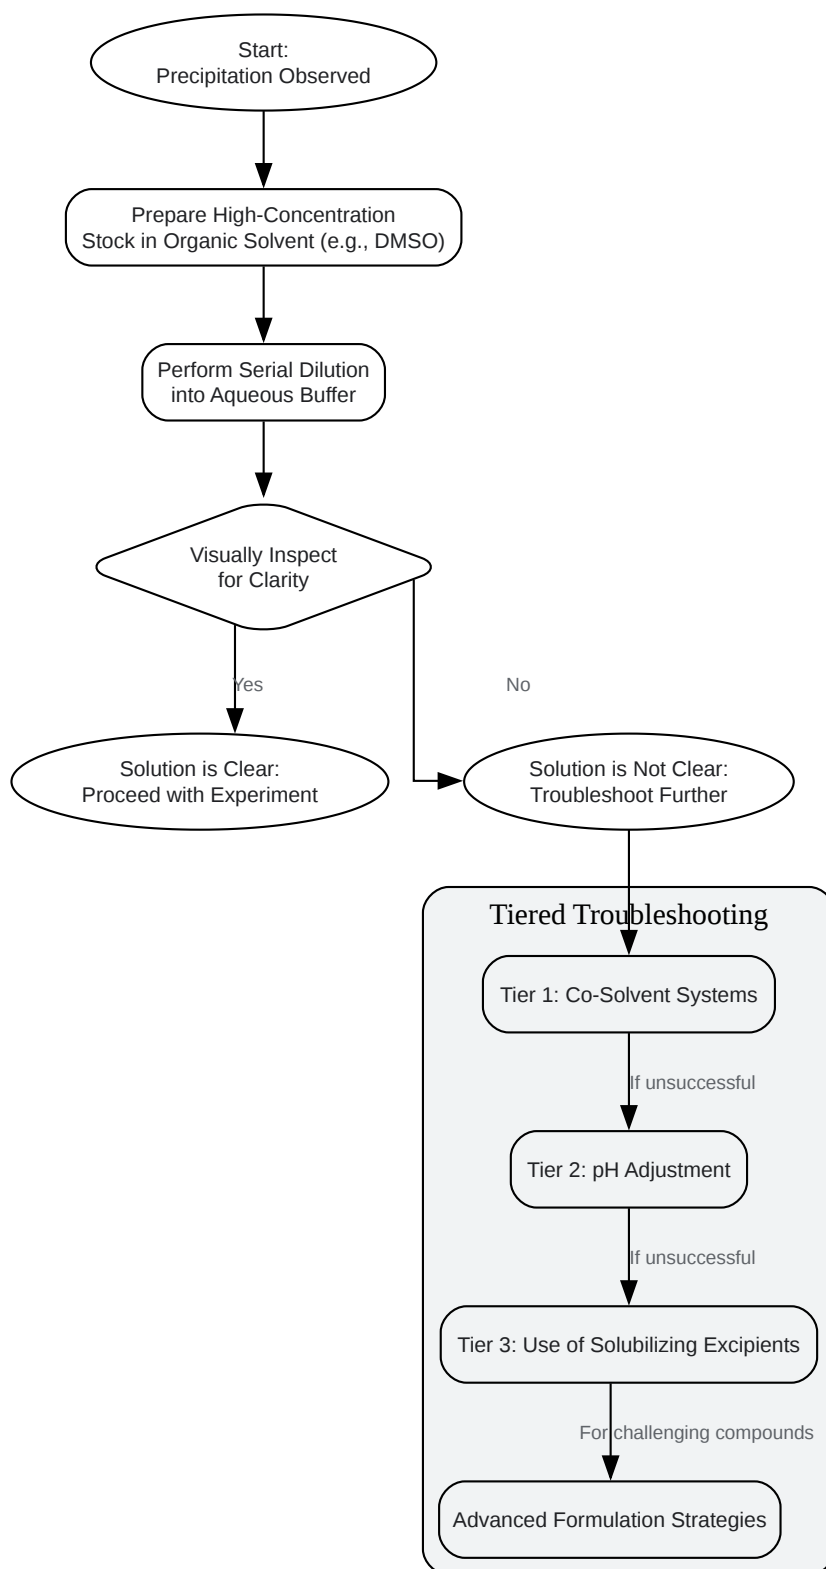 Start:
Precipitation Observed
Prepare High-Concentration
Stock in Organic Solvent (e.g., DMSO)
Perform Serial Dilution
into Aqueous Buffer
Visually Inspect
for Clarity
Yes
No
Solution is Clear:
Proceed with Experiment
Solution is Not Clear:
Troubleshoot Further
Tiered Troubleshooting
Tier 1: Co-Solvent Systems
If unsuccessful
Tier 2: pH Adjustment
If unsuccessful
Tier 3: Use of Solubilizing Excipients
For challenging compounds
Advanced Formulation Strategies